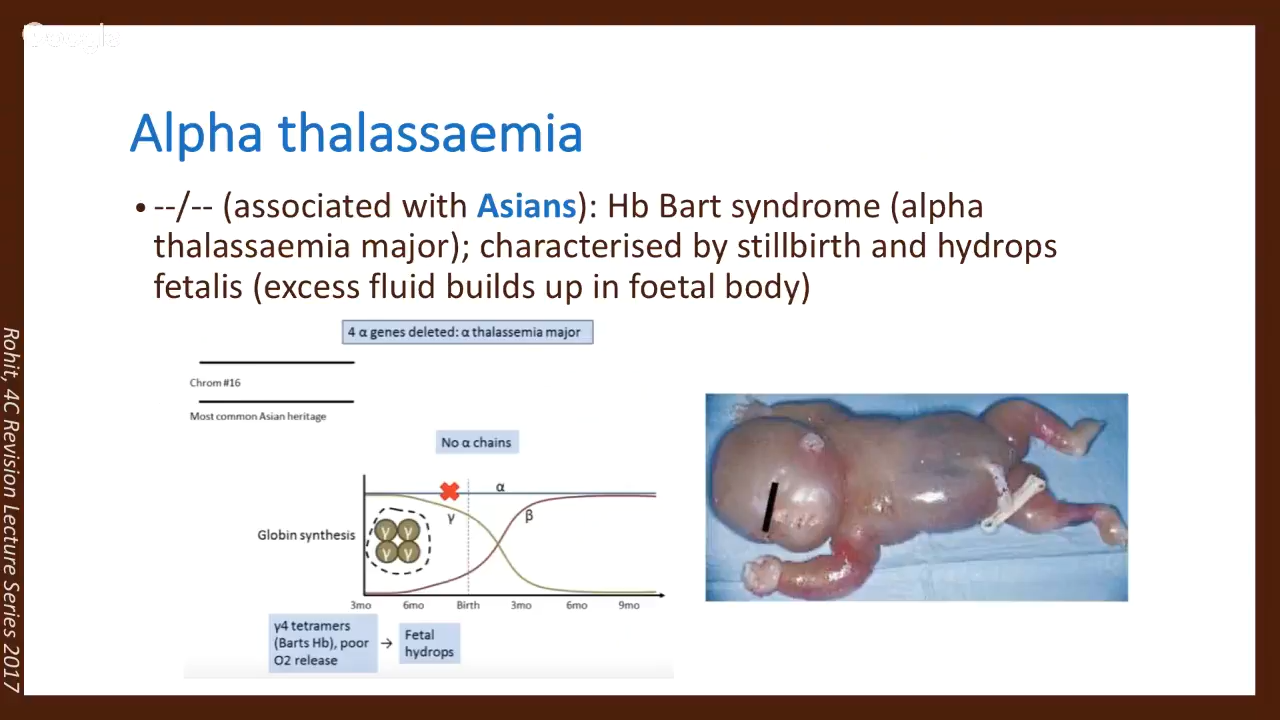 Google
Alpha thalassaemia
• --/-- (associated with Asians): Hb Bart syndrome (alpha
thalassaemia major); characterised by stillbirth and hydrops
fetalis (excess fluid builds up in foetal body)
4 α genes deleted: α thalassemia major
Chrom #16
Most common Asian heritage
No α chains
α
γ
β
Globin synthesis
γ γ
γ γ
3mo 6mo Birth 3mo 6mo 9mo
γ4 tetramers
(Barts Hb), poor
O2 release
→
Fetal
hydrops
Rohit, 4C Revision Lecture Series 2017